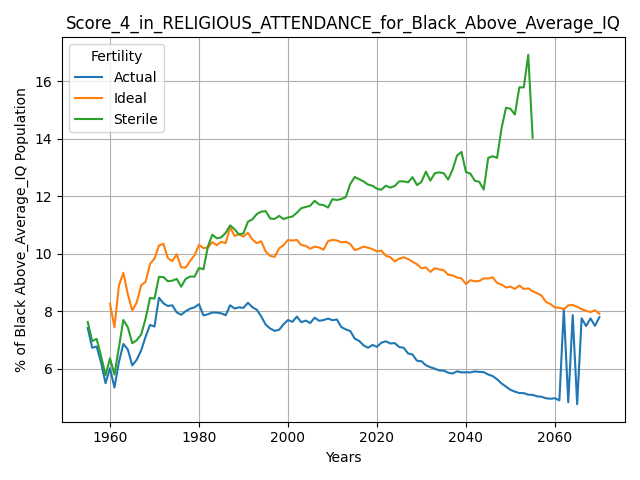 Score_4_in_RELIGIOUS_ATTENDANCE_for_Black_Above_Average_IQ
Fertility
Actual
Ideal
Sterile
% of Black Above_Average_IQ Population
16
14
12
10
8
6
1960
1980
2000
2020
2040
2060
Years